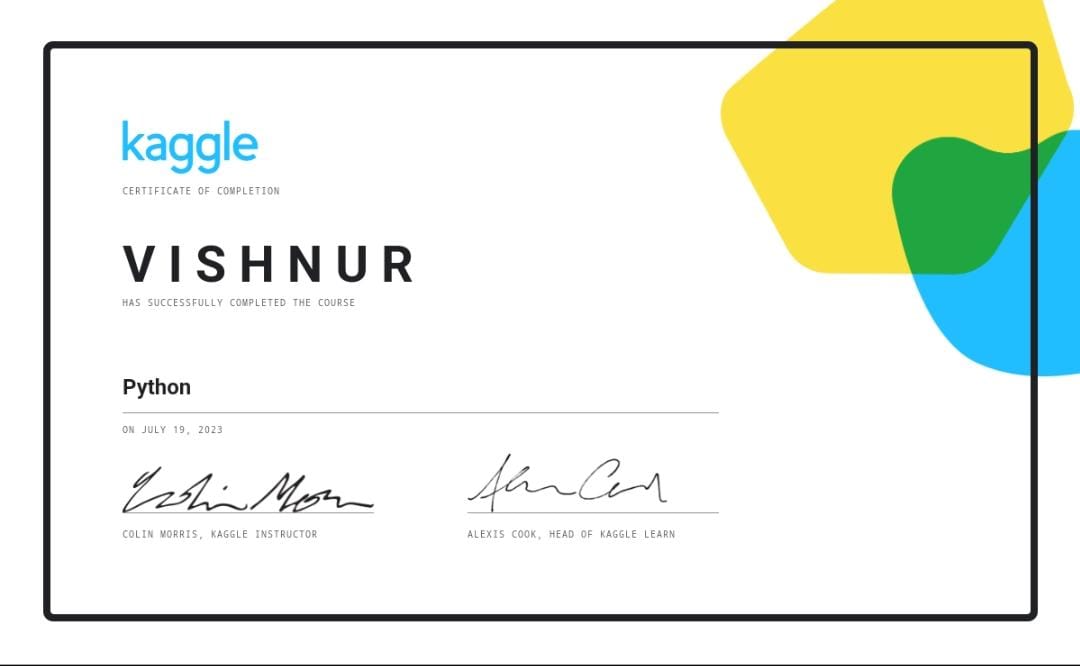 kaggle
CERTIFICATE OF COMPLETION
VISHNUR
HAS SUCCESSFULLY COMPLETED THE COURSE
Python
ON JULY 19, 2023
Colin Morris
Alexis Cook
COLIN MORRIS, KAGGLE INSTRUCTOR
ALEXIS COOK, HEAD OF KAGGLE LEARN